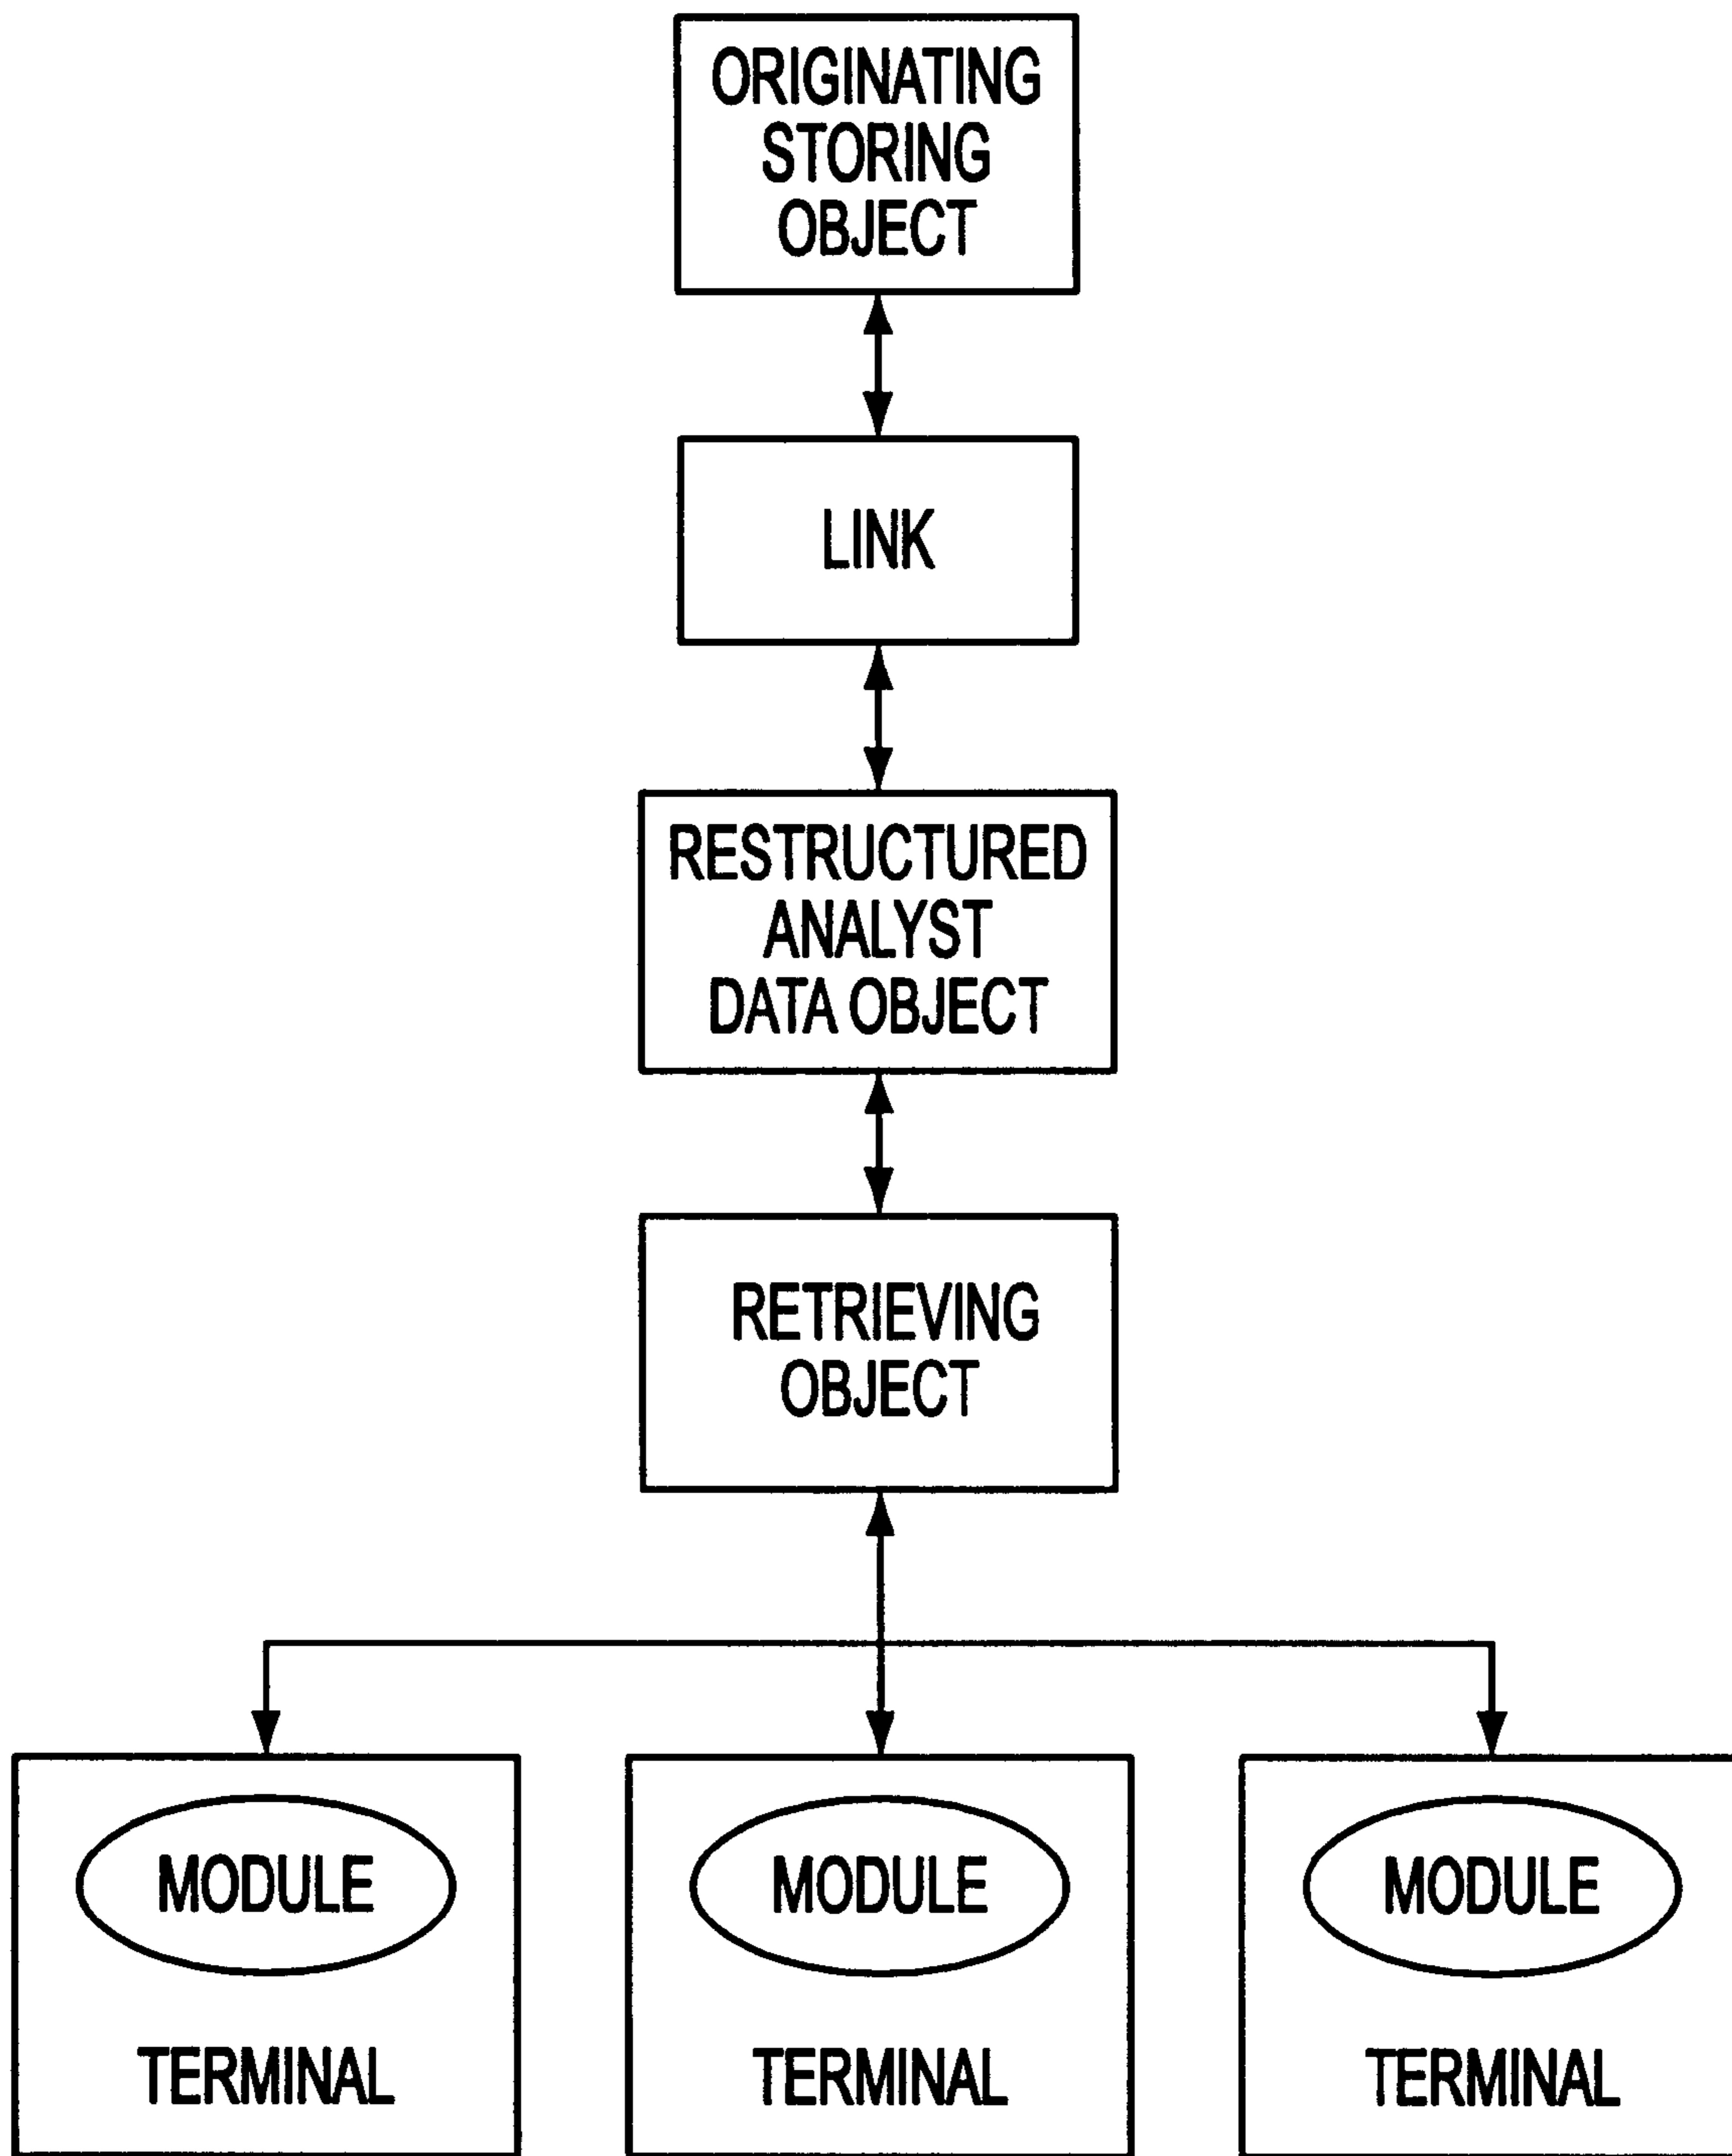 ORIGINATING
STORING
OBJECT
LINK
RESTRUCTURED
ANALYST
DATA OBJECT
RETRIEVING
OBJECT
MODULE
MODULE
MODULE
TERMINAL
TERMINAL
TERMINAL